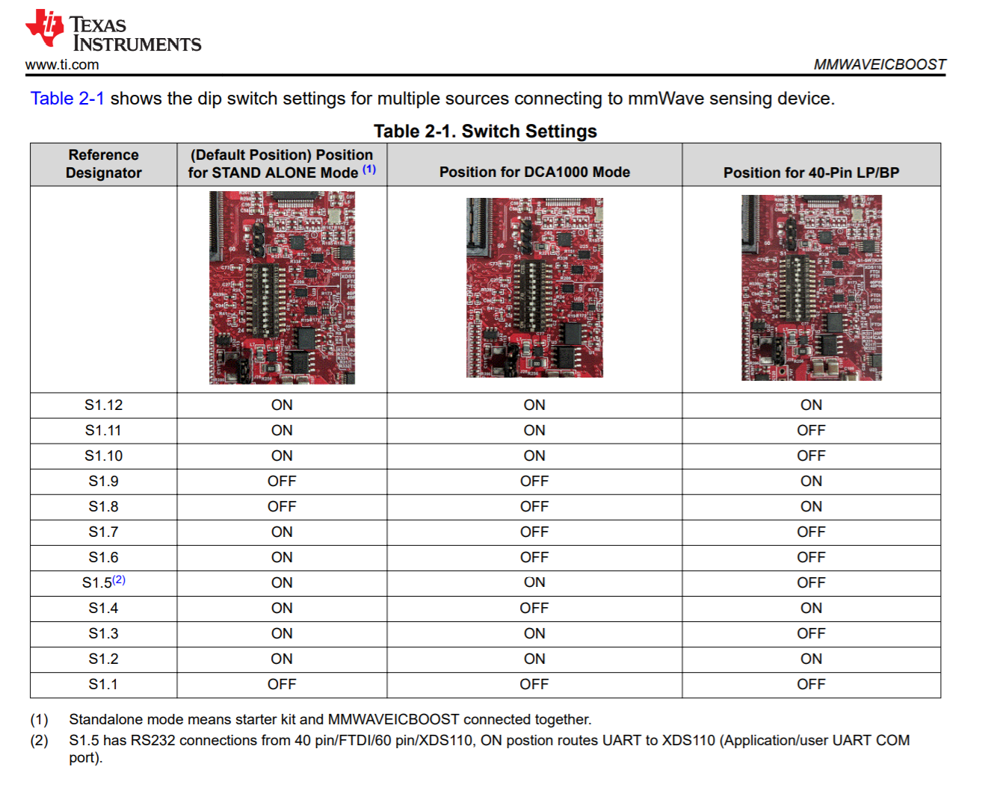 TEXAS
INSTRUMENTS
www.ti.com
MMWAVEICBOOST
Table 2-1 shows the dip switch settings for multiple sources connecting to mmWave sensing device.
Table 2-1. Switch Settings
Reference Designator
(Default Position) Position for STAND ALONE Mode (1)
Position for DCA1000 Mode
Position for 40-Pin LP/BP
S1.12 ON ON ON
S1.11 ON ON OFF
S1.10 ON ON OFF
S1.9 OFF OFF ON
S1.8 OFF OFF ON
S1.7 ON OFF OFF
S1.6 ON OFF OFF
S1.5(2) ON ON OFF
S1.4 ON OFF ON
S1.3 ON ON OFF
S1.2 ON ON ON
S1.1 OFF OFF OFF
(1) Standalone mode means starter kit and MMWAVEICBOOST connected together.
(2) S1.5 has RS232 connections from 40 pin/FTDI/60 pin/XDS110, ON postion routes UART to XDS110 (Application/user UART COM
port).